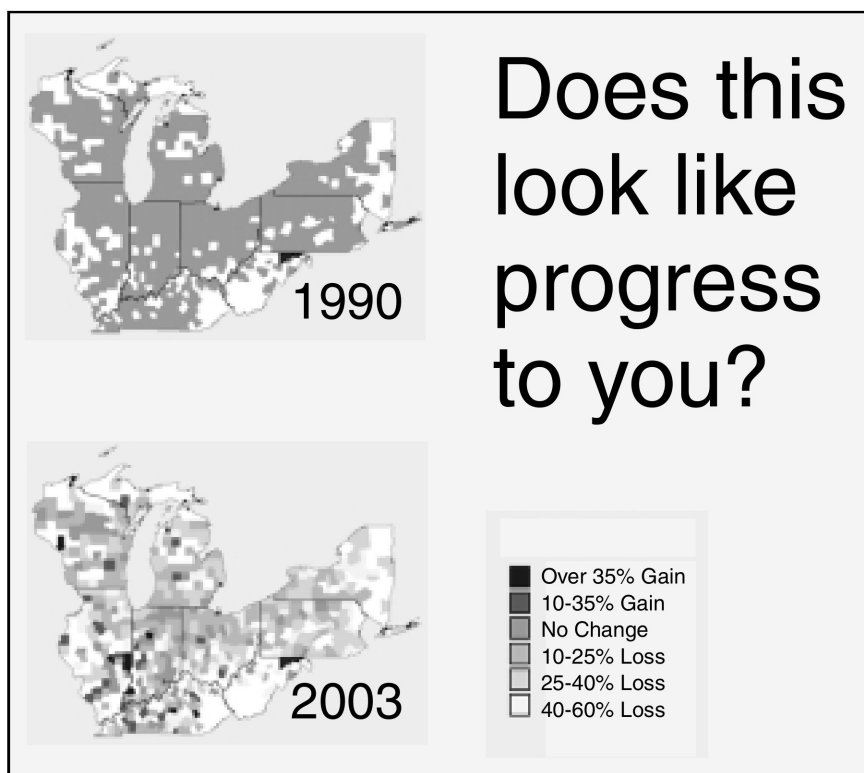 Does this
look like
progress
to you?
1990
2003
Over 35% Gain
10-35% Gain
No Change
10-25% Loss
25-40% Loss
40-60% Loss